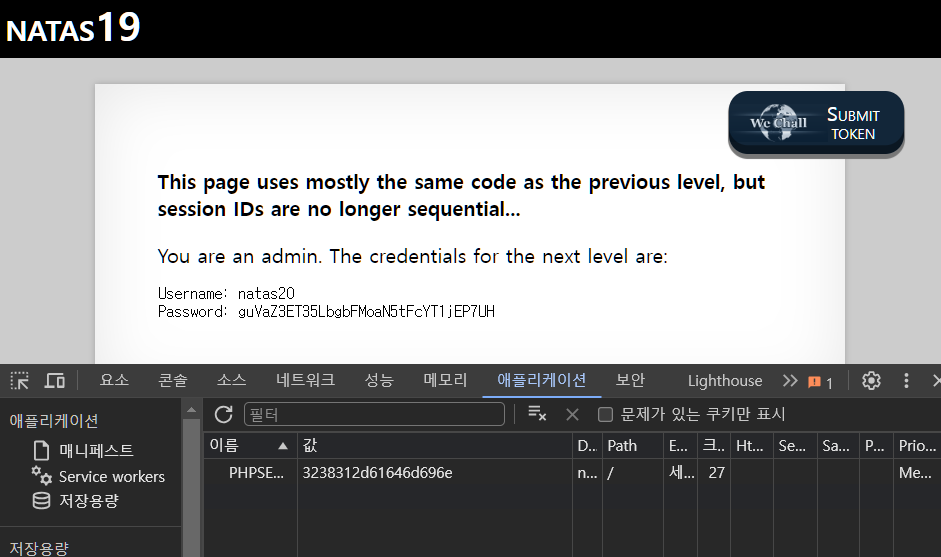 NATAS19
We Chall
SUBMIT
TOKEN
This page uses mostly the same code as the previous level, but
session IDs are no longer sequential...
You are an admin. The credentials for the next level are:
Username: natas20
Password: guVaZ3ET35LbgbFMoaN5tFcYT1jEP7UH
요소 콘솔 소스 네트워크 성능 메모리 애플리케이션 보안 Lighthouse 1
애플리케이션
매니페스트
Service workers
저장용량
저장용량
필터 문제가 있는 쿠키만 표시
이름 값 D... Path E... 크... Ht... Se... Sa... P... Prio...
PHPSE... 3238312d61646d696e n... / 세... 27 Me...